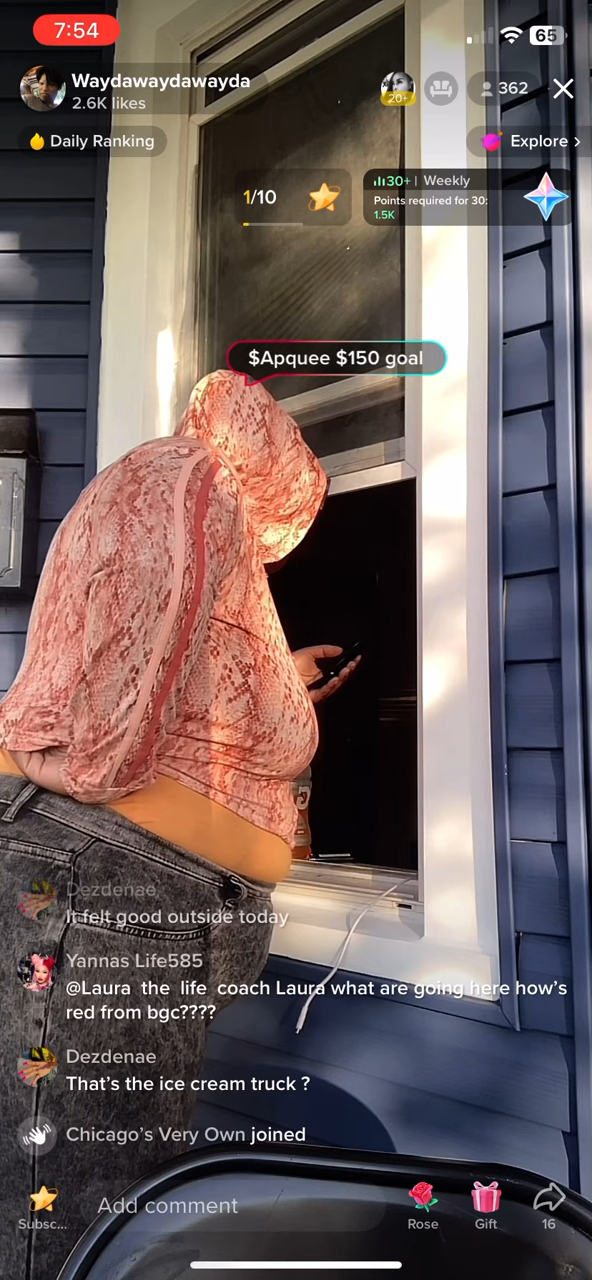 7:54
65
Waydawaydawayda
2.6K likes
20+
362
Daily Ranking
Explore >
1/10
30+ | Weekly
Points required for 30:
1.5K
$Apquee $150 goal
Dezdenae
It felt good outside today
Yannas Life585
@Laura the life coach Laura what are going here how's
red from bgc????
Dezdenae
That's the ice cream truck ?
Chicago's Very Own joined
Subsc...
Add comment
Rose
Gift
16